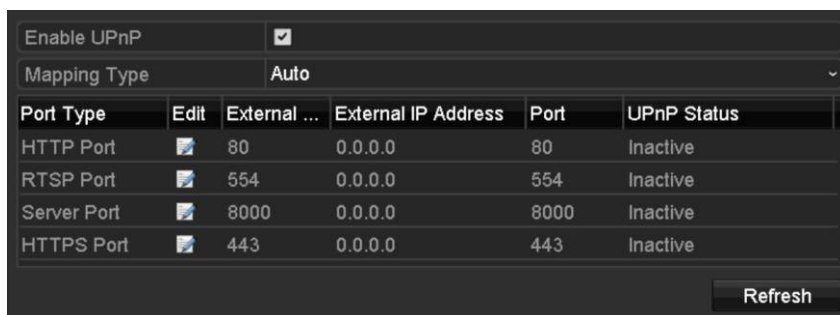 Enable UPnP
Mapping Type Auto
Port Type Edit External ... External IP Address Port UPnP Status
HTTP Port 80 0.0.0.0 80 Inactive
RTSP Port 554 0.0.0.0 554 Inactive
Server Port 8000 0.0.0.0 8000 Inactive
HTTPS Port 443 0.0.0.0 443 Inactive
Refresh